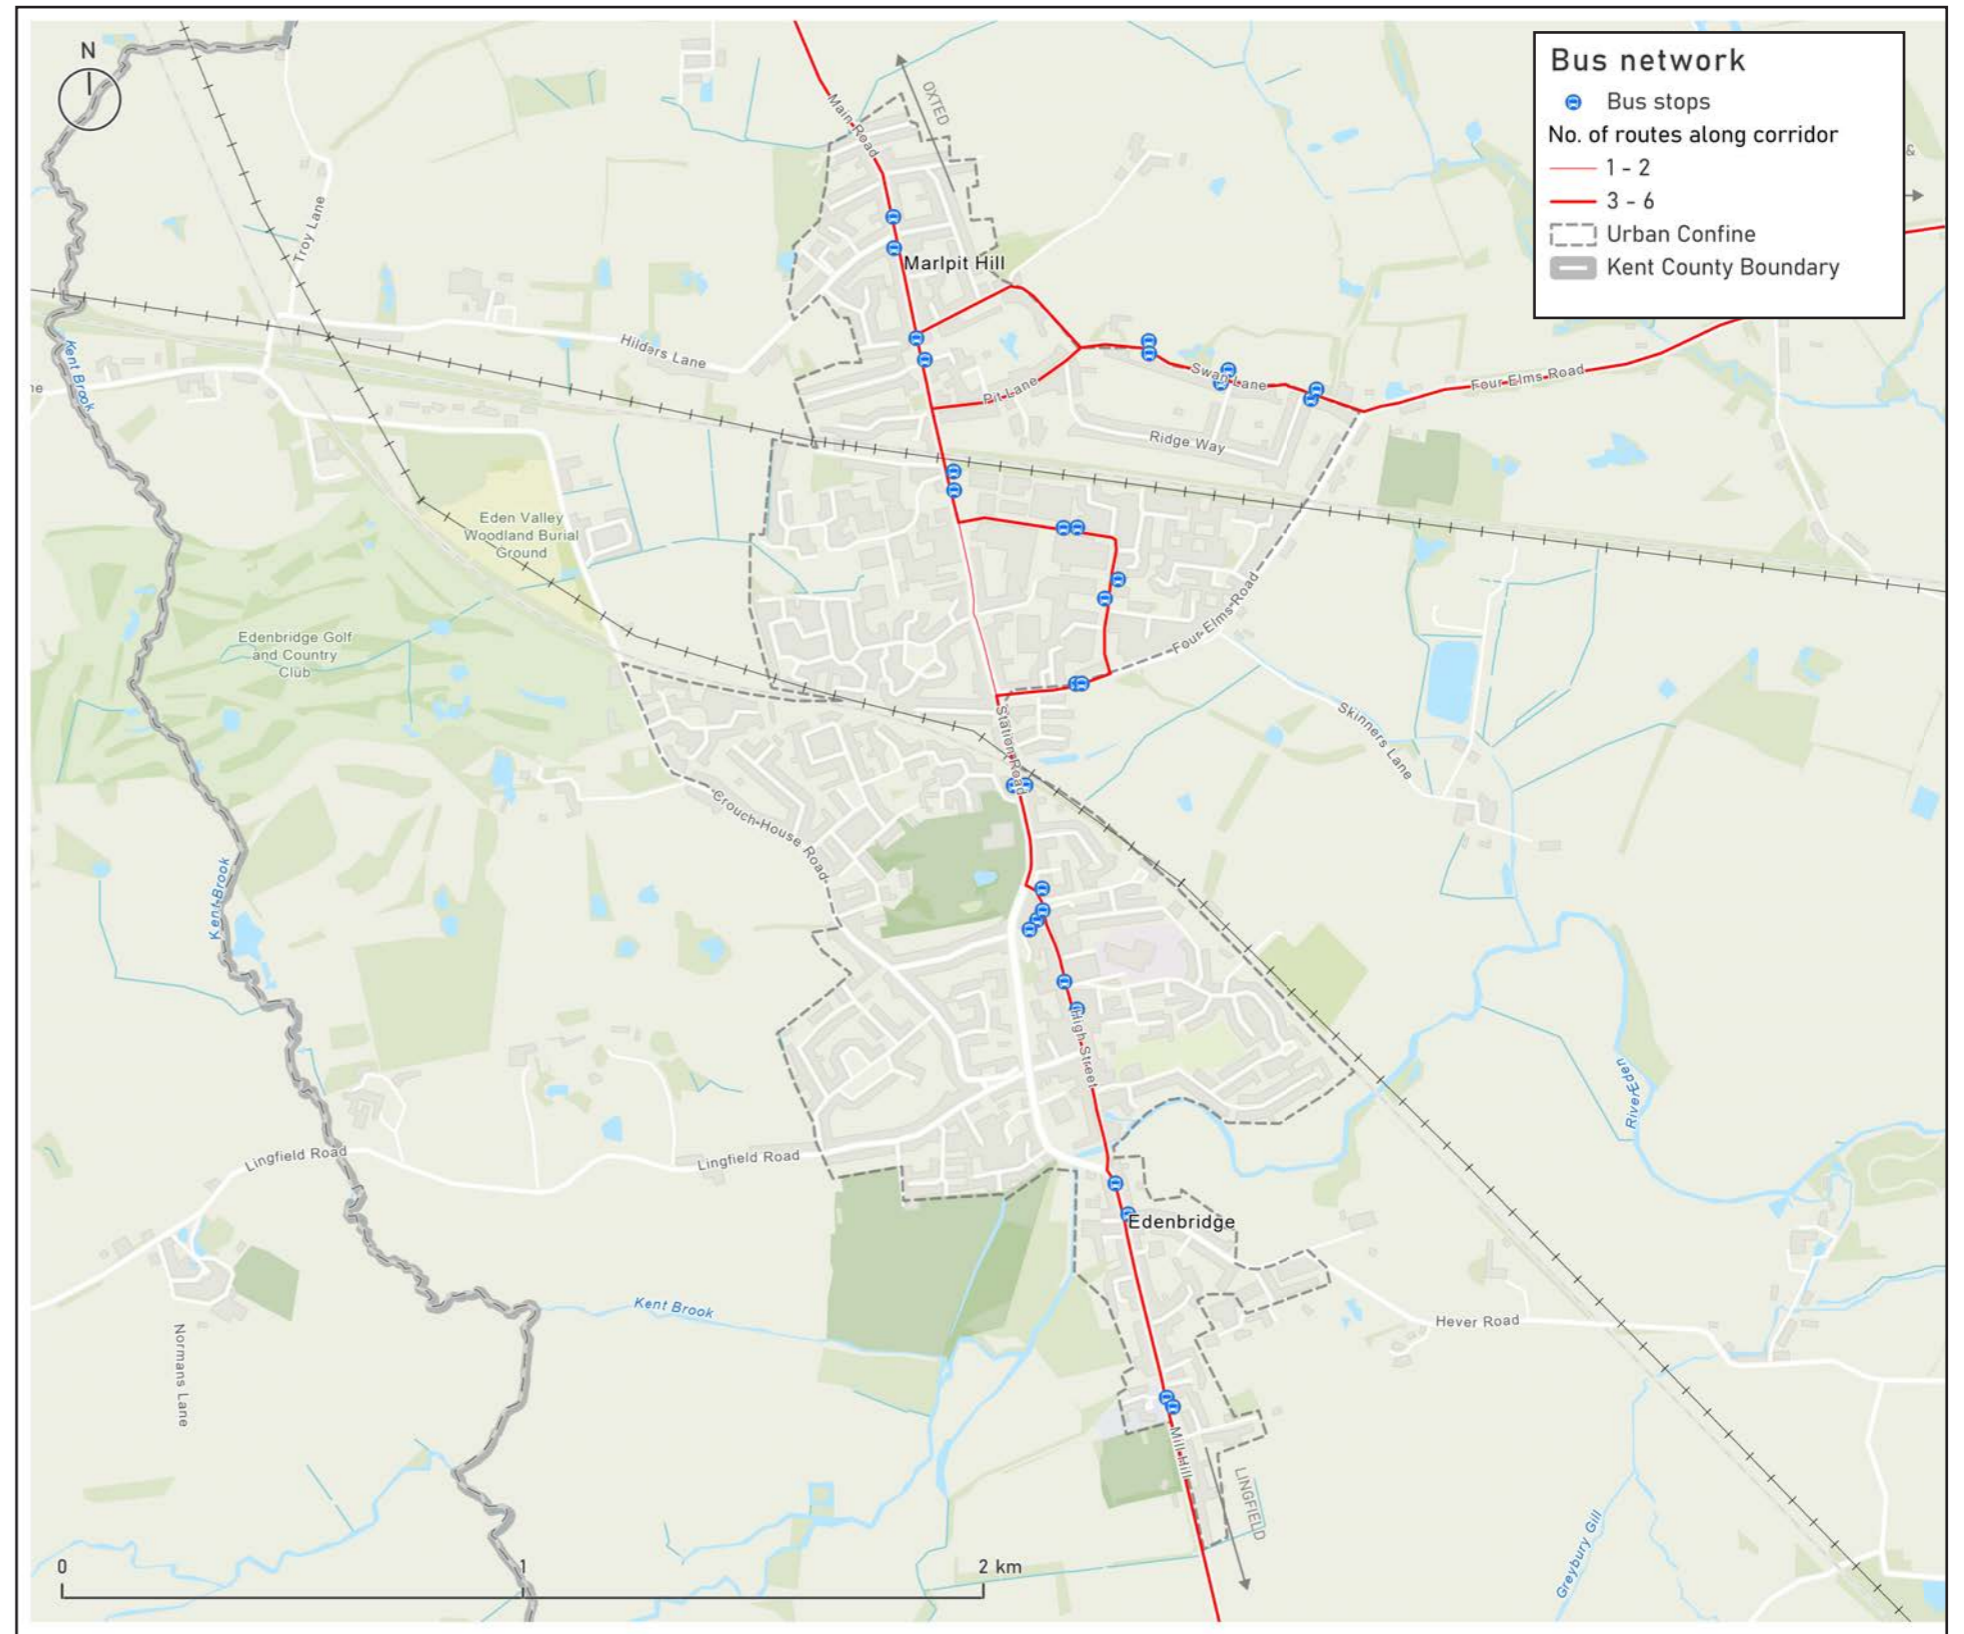 N
OXTED
Main Road
Bus network
Bus stops
No. of routes along corridor
1 - 2
3 - 6
Urban Confine
Kent County Boundary
&
Troy Lane
Marlpit Hill
Kent Brook
Hilders Lane
Swan Lane
Four Elms Road
Pit Lane
Ridge Way
Eden Valley
Woodland Burial
Ground
Edenbridge Golf
and Country
Club
Four Elms Road
Station Road
Skinners Lane
Crouch House Road
Kent Brook
High Street
River Eden
Lingfield Road
Lingfield Road
Edenbridge
Kent Brook
Hever Road
Normans Lane
Mill Hill
LINGFIELD
Greybury Gill
0 1 2 km